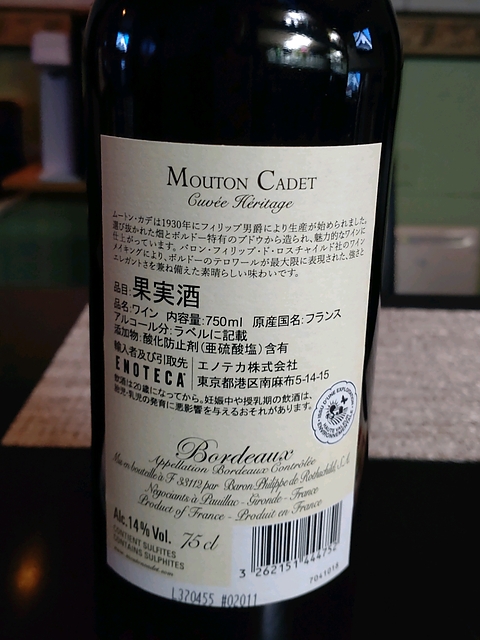 MOUTON CADET
Cuvée Héritage
ムートン・カデは1930年にフィリップ男爵により生産が始められました。
選び抜かれた畑とボルドー特有のブドウから造られ、魅力的なワインに
仕上がっています。バロン・フィリップ・ド・ロスチャイルド社のワイン
メイキングにより、ボルドーのテロワールが最大限に表現された、強さと
エレガントさを兼ね備えた素晴らしい味わいです。
品目:果実酒
品名:ワイン 内容量:750ml 原産国名:フランス
アルコール分:ラベルに記載
添加物:酸化防止剤(亜硫酸塩)含有
輸入者及び引取先 エノテカ株式会社
ENOTECA 東京都港区南麻布5-14-15
飲酒は20歳になってから。妊娠中や授乳期の飲酒は、
胎児・乳児の発育に悪影響を与えるおそれがあります。
Bordeaux
Appellation Bordeaux Contrôlée
Mis en bouteille à F 33112 par Baron Philippe de Rothschild S.A.
Négociants à Pauillac - Gironde - France
Product of France - Produit en France
Alc.14% Vol. 75 cl
CONTIENT SULFITES
CONTAINS SULPHITES
3 262151 444752
7041018
L370455 #02011